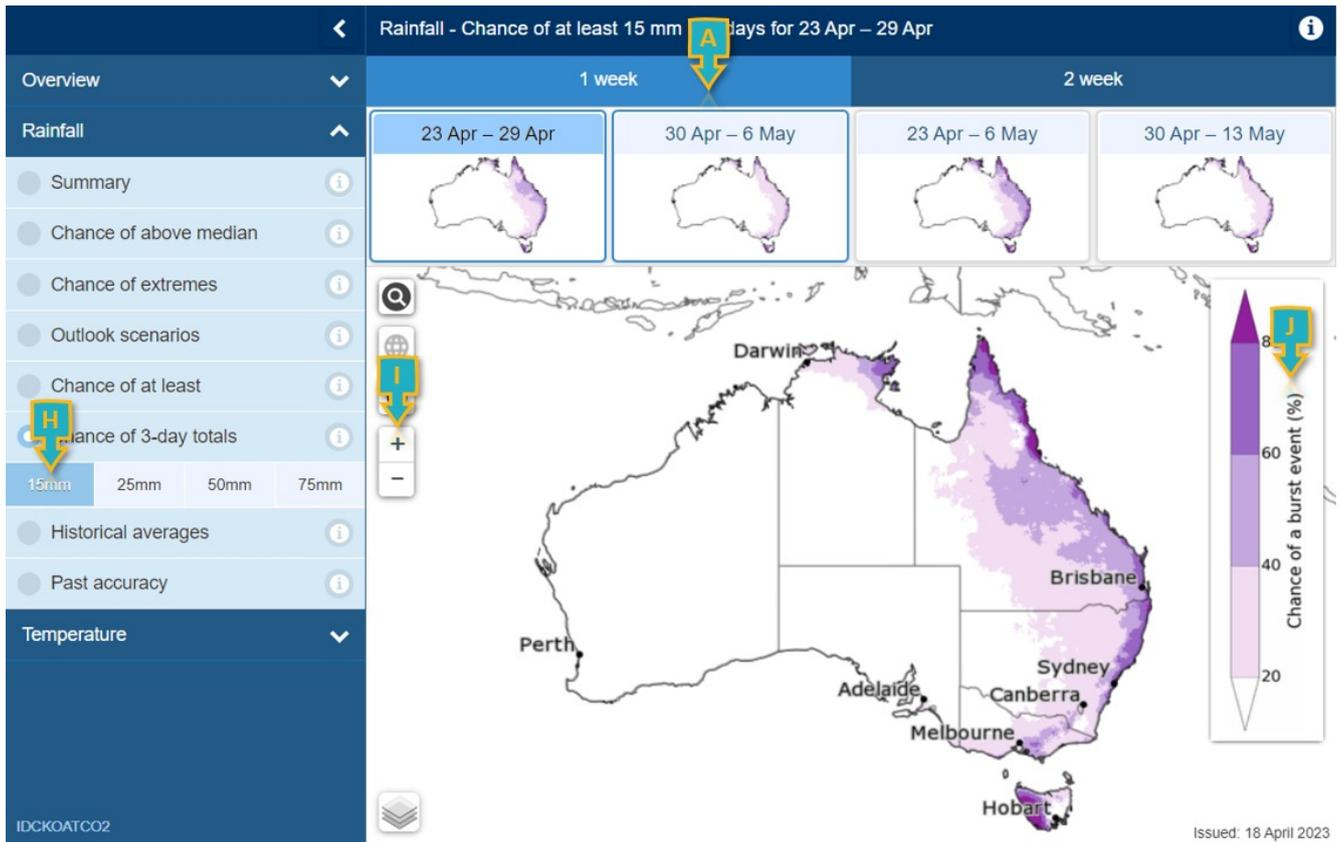 Rainfall - Chance of at least 15 mm days for 23 Apr – 29 Apr
A
Overview
1 week
2 week
Rainfall
23 Apr – 29 Apr
30 Apr – 6 May
23 Apr – 6 May
30 Apr – 13 May
Summary
Chance of above median
Chance of extremes
Outlook scenarios
Chance of at least
H
Chance of 3-day totals
15mm
25mm
50mm
75mm
Historical averages
Past accuracy
Temperature
IDCKOATCO2
I
+
−
Darwin
Brisbane
Perth
Sydney
Adelaide
Canberra
Melbourne
Hobart
J
60
40
20
Chance of a burst event (%)
Issued: 18 April 2023